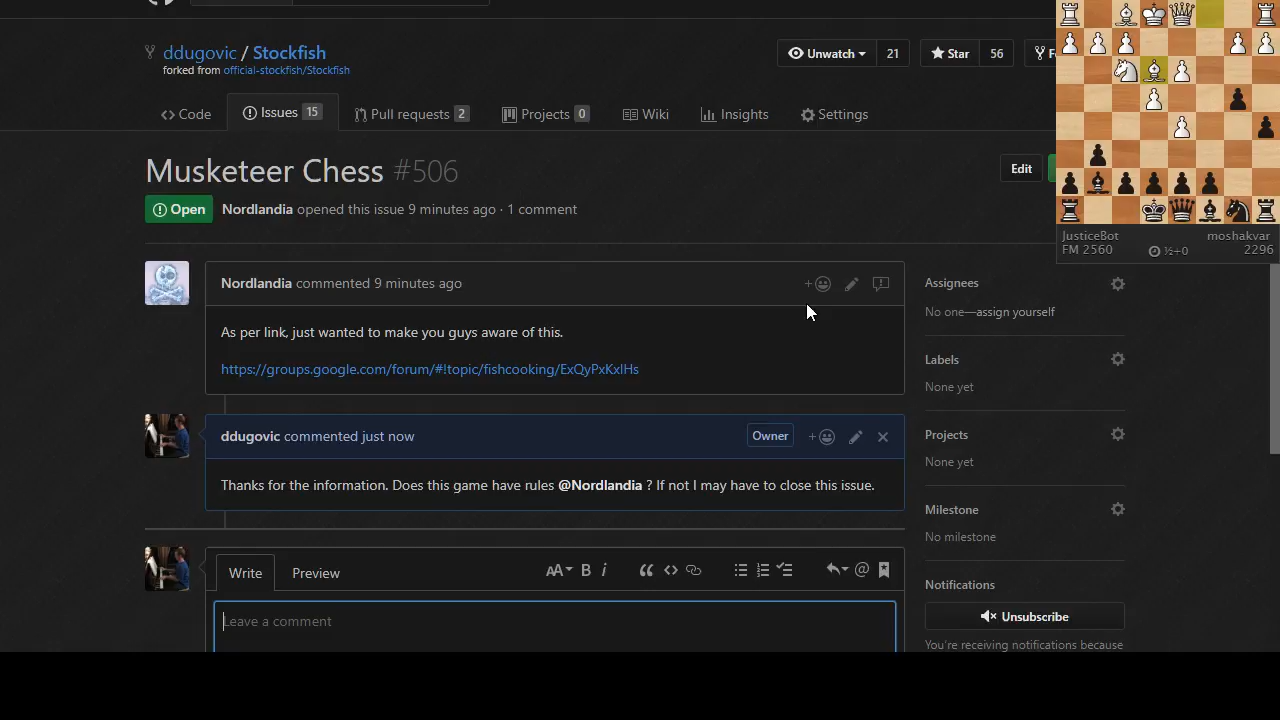 ddugovic / Stockfish
forked from official-stockfish/Stockfish
Unwatch 21
Star 56
Code
Issues 15
Pull requests 2
Projects 0
Wiki
Insights
Settings
Musketeer Chess #506
Edit
Open
Nordlandia opened this issue 9 minutes ago · 1 comment
JusticeBot
FM 2560
½+0
moshakvar
2296
Nordlandia commented 9 minutes ago
As per link, just wanted to make you guys aware of this.
https://groups.google.com/forum/#!topic/fishcooking/ExQyPxKxlHs
ddugovic commented just now
Owner
Thanks for the information. Does this game have rules @Nordlandia ? If not I may have to close this issue.
Write
Preview
AA B i
Leave a comment
Assignees
No one—assign yourself
Labels
None yet
Projects
None yet
Milestone
No milestone
Notifications
Unsubscribe
You're receiving notifications because